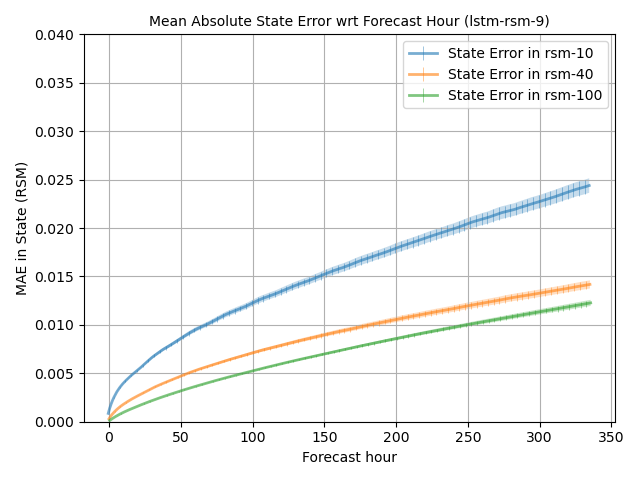 Mean Absolute State Error wrt Forecast Hour (lstm-rsm-9)
0.040
0.035
0.030
0.025
0.020
0.015
0.010
0.005
0.000
MAE in State (RSM)
State Error in rsm-10
State Error in rsm-40
State Error in rsm-100
0 50 100 150 200 250 300 350
Forecast hour